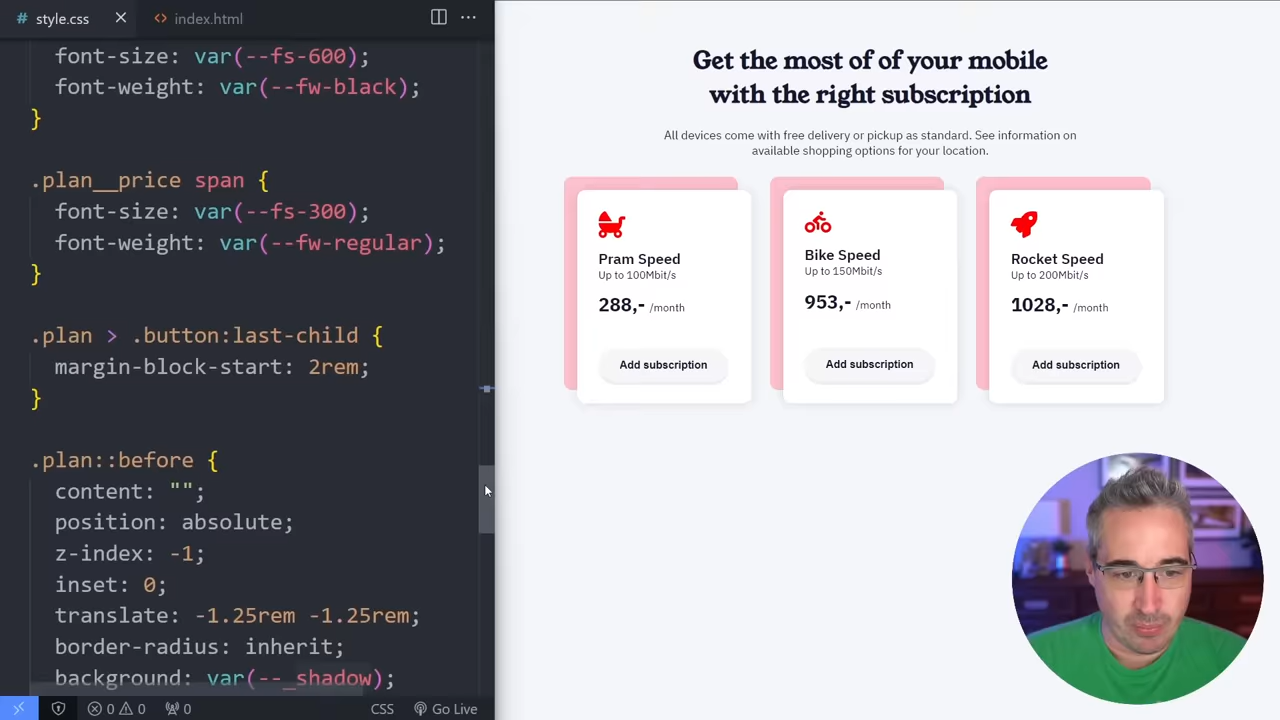 style.css
index.html
font-size: var(--fs-600);
font-weight: var(--fw-black);
}
.plan__price span {
font-size: var(--fs-300);
font-weight: var(--fw-regular);
}
.plan > .button:last-child {
margin-block-start: 2rem;
}
.plan::before {
content: "";
position: absolute;
z-index: -1;
inset: 0;
translate: -1.25rem -1.25rem;
border-radius: inherit;
background: var(--_shadow);
0 0 0
CSS
Go Live
Get the most of of your mobile
with the right subscription
All devices come with free delivery or pickup as standard. See information on
available shopping options for your location.
Pram Speed
Up to 100Mbit/s
288,- /month
Add subscription
Bike Speed
Up to 150Mbit/s
953,- /month
Add subscription
Rocket Speed
Up to 200Mbit/s
1028,- /month
Add subscription